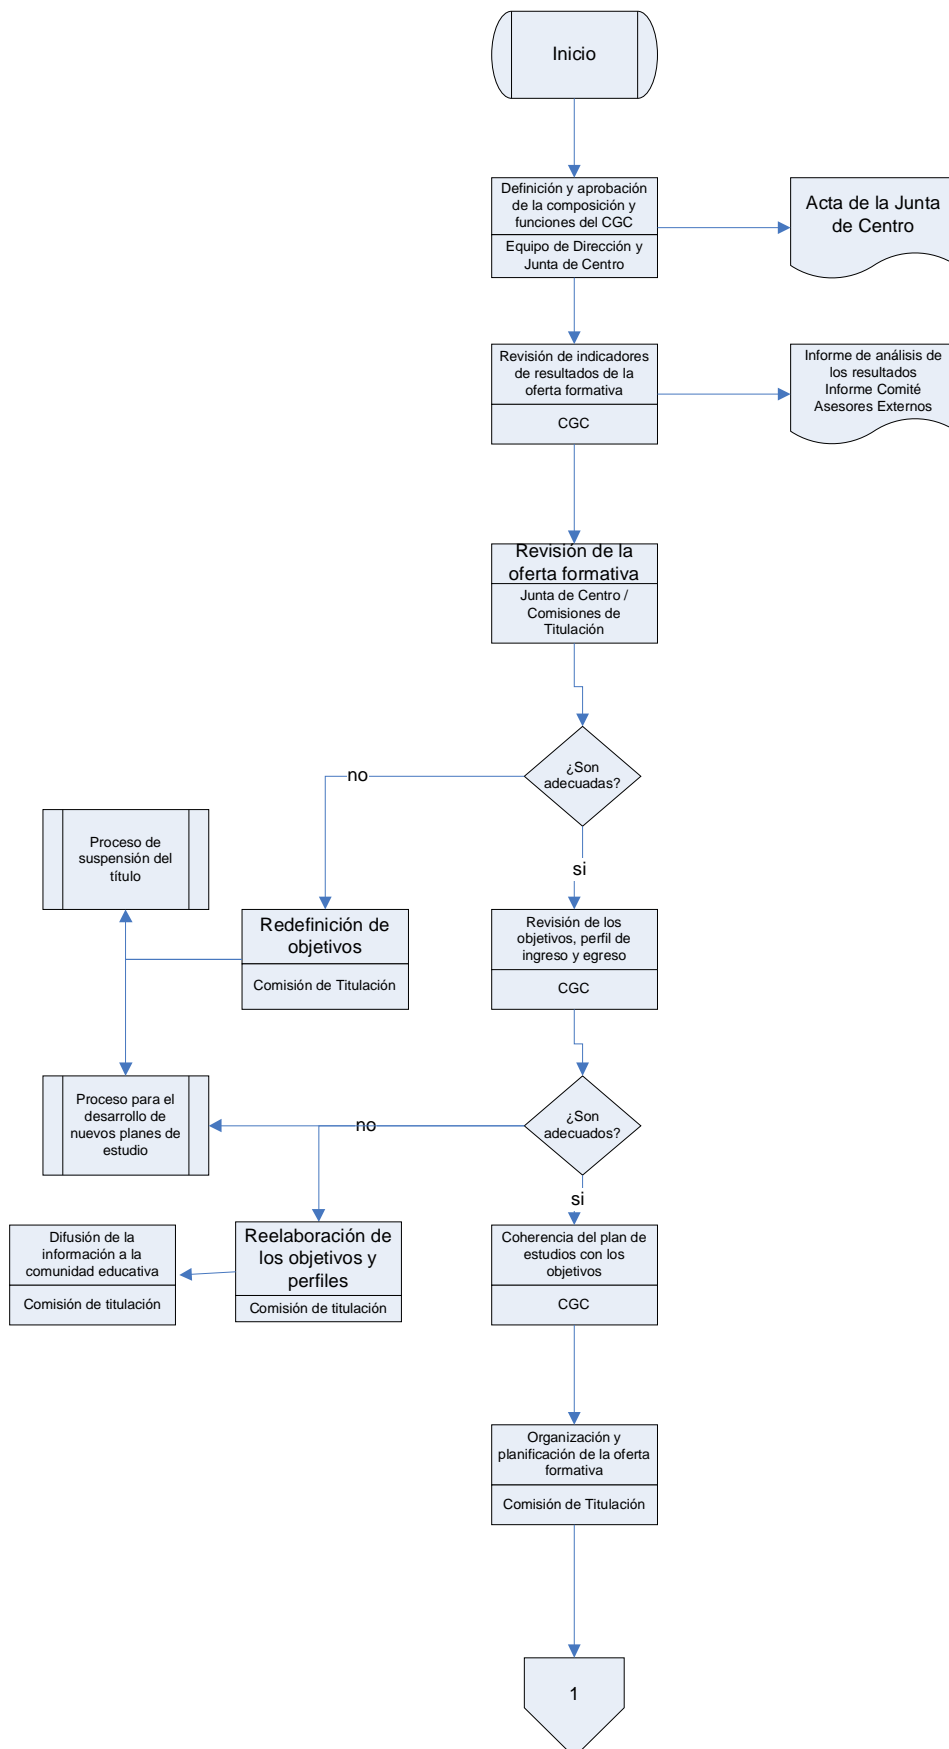 Inicio
Definición y aprobación
de la composición y
funciones del CGC
Equipo de Dirección y
Junta de Centro
Acta de la Junta
de Centro
Revisión de indicadores
de resultados de la
oferta formativa
CGC
Informe de análisis de
los resultados
Informe Comité
Asesores Externos
Revisión de la
oferta formativa
Junta de Centro /
Comisiones de
Titulación
¿Son
adecuadas?
no
si
Proceso de
suspensión del
título
Redefinición de
objetivos
Comisión de Titulación
Revisión de los
objetivos, perfil de
ingreso y egreso
CGC
Proceso para el
desarrollo de
nuevos planes de
estudio
¿Son
adecuados?
no
si
Difusión de la
información a la
comunidad educativa
Comisión de titulación
Reelaboración de
los objetivos y
perfiles
Comisión de titulación
Coherencia del plan de
estudios con los
objetivos
CGC
Organización y
planificación de la oferta
formativa
Comisión de Titulación
1